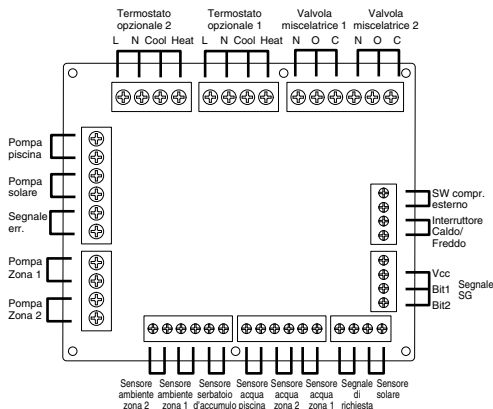 Termostato opzionale 2
Termostato opzionale 1
Valvola miscelatrice 1
Valvola miscelatrice 2
L N Cool Heat
L N Cool Heat
N O C
N O C
Pompa piscina
Pompa solare
Segnale err.
Pompa Zona 1
Pompa Zona 2
SW compr. esterno
Interruttore Caldo/ Freddo
Vcc
Bit1
Bit2
Segnale SG
Sensore ambiente zona 2
Sensore ambiente zona 1
Sensore serbatoio d'accumulo
Sensore acqua piscina
Sensore acqua zona 2
Sensore acqua zona 1
Segnale di richiesta
Sensore solare